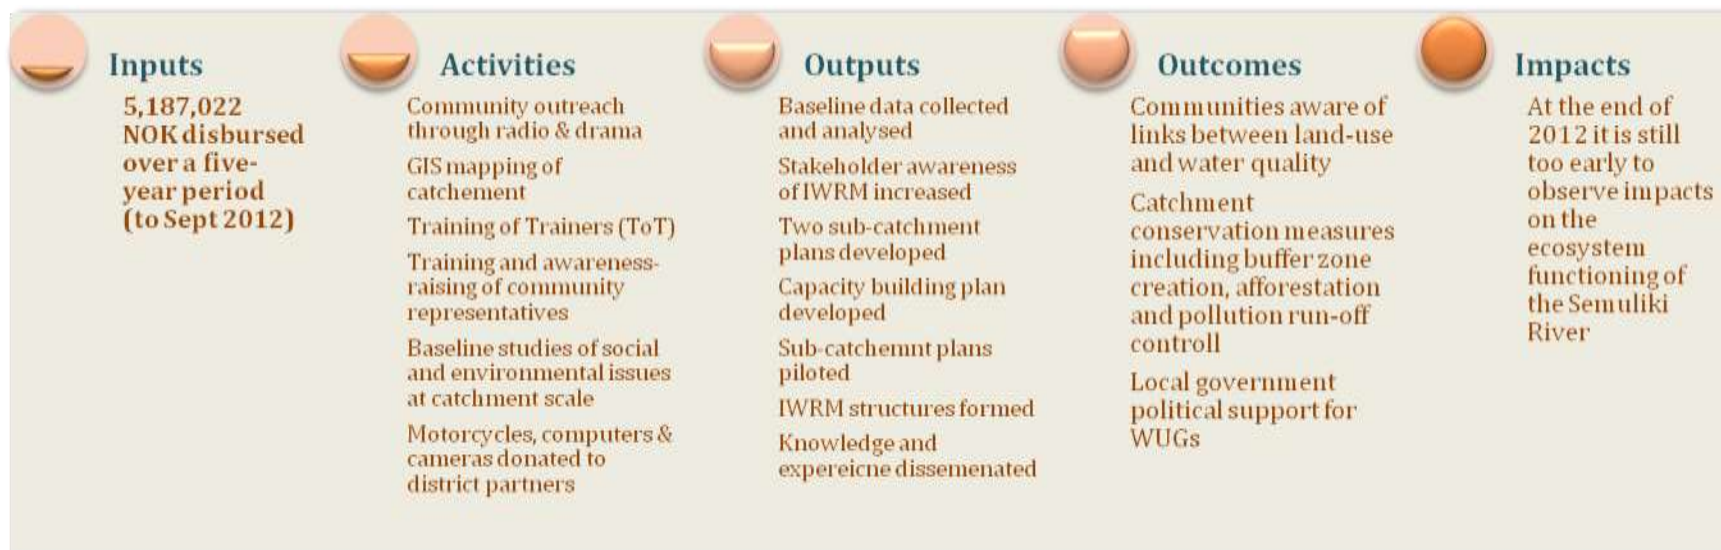 Inputs
5,187,022
NOK disbursed
over a five-
year period
(to Sept 2012)
Activities
Community outreach
through radio & drama
GIS mapping of
catchement
Training of Trainers (ToT)
Training and awareness-
raising of community
representatives
Baseline studies of social
and environmental issues
at catchment scale
Motorcycles, computers &
cameras donated to
district partners
Outputs
Baseline data collected
and analysed
Stakeholder awareness
of IWRM increased
Two sub-catchment
plans developed
Capacity building plan
developed
Sub-catchemnt plans
piloted
IWRM structures formed
Knowledge and
expereicne dissemenated
Outcomes
Communities aware of
links between land-use
and water quality
Catchment
conservation measures
including buffer zone
creation, afforestation
and pollution run-off
controll
Local government
political support for
WUGs
Impacts
At the end of
2012 it is still
too early to
observe impacts
on the
ecosystem
functioning of
the Semuliki
River